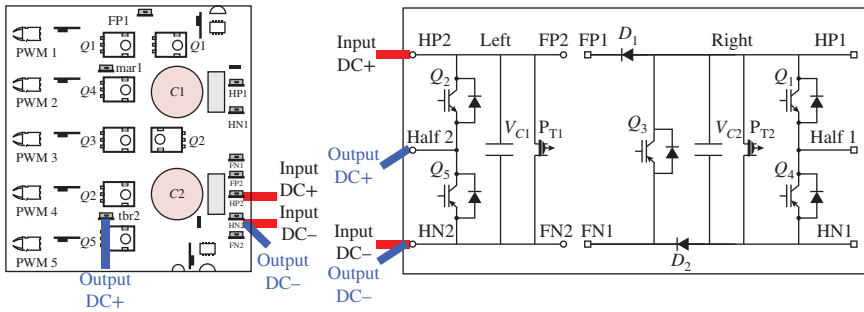 FP1
PWM 1
Q1
Q1
mar1
PWM 2
Q4
C1
HP1
HN1
PWM 3
Q3
Q2
FN1
FP2
PWM 4
Q2
C2
HP2
tbr2
HN2
PWM 5
Q5
FN2
Input
DC+
Input
DC−
Output
DC−
Output
DC+
Input
DC+
HP2
Left
FP2
FP1
D1
Right
HP1
Q2
Q1
Half 2
VC1
PT1
Q3
VC2
PT2
Half 1
Output
DC+
Q5
Q4
Input
DC−
HN2
FN2
FN1
D2
HN1
Output
DC−